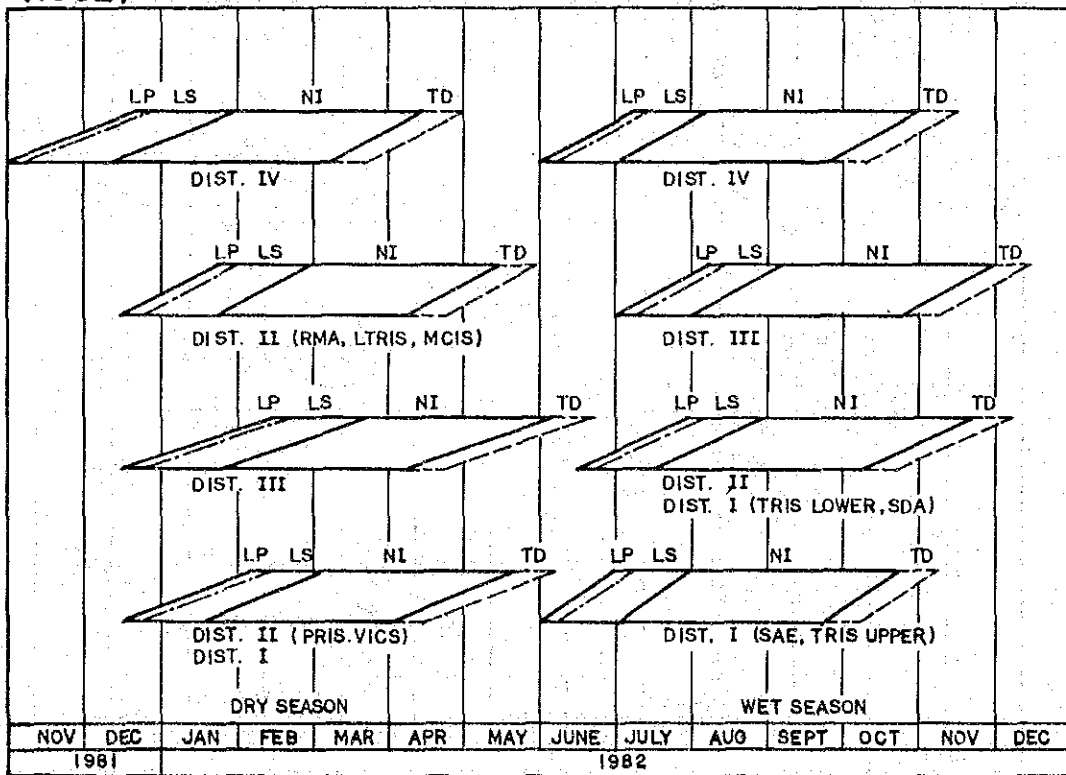 LP LS NI TD LP LS NI TD
DIST. IV DIST. IV
LP LS NI TD LP LS NI TD
DIST. II (RMA, LTRIS, MCIS) DIST. III
LP LS NI TD LP LS NI TD
DIST. III DIST. II
DIST. I (TRIS LOWER, SDA)
LP LS NI TD LP LS NI TD
DIST. II (PRIS. VICS) DIST. I (SAE, TRIS UPPER)
DIST. I
DRY SEASON WET SEASON
NOV DEC JAN FEB MAR APR MAY JUNE JULY AUG SEPT OCT NOV DEC
1981 1982